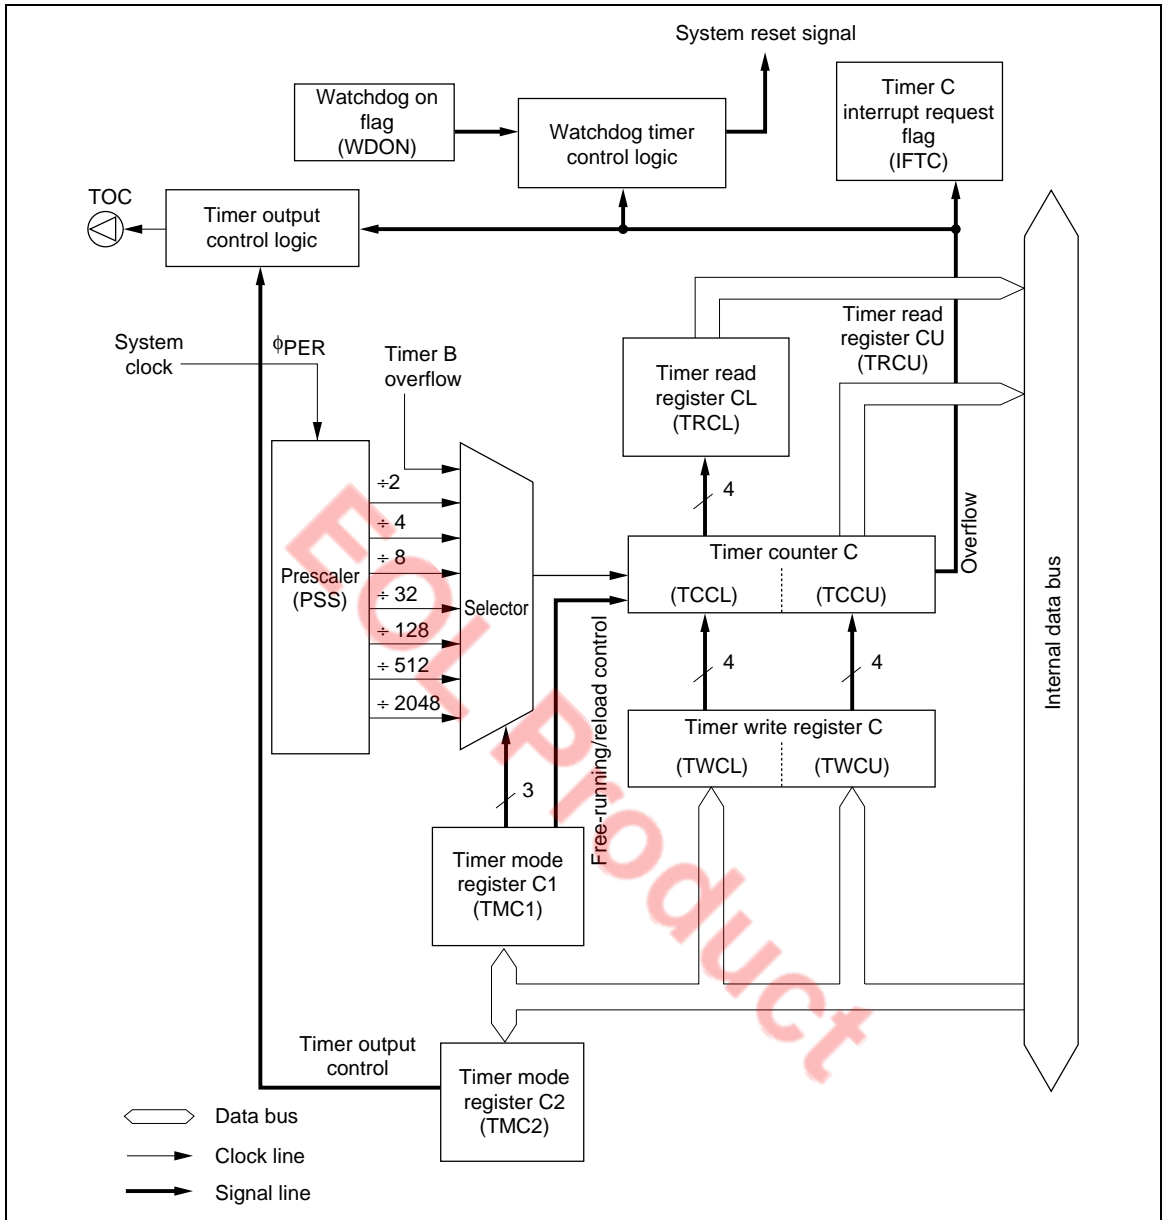 System reset signal
Watchdog on
flag
(WDON)
Watchdog timer
control logic
Timer C
interrupt request
flag
(IFTC)
TOC
Timer output
control logic
System
clock
ϕPER
Timer B
overflow
Timer read
register CL
(TRCL)
Timer read
register CU
(TRCU)
Prescaler
(PSS)
÷2
÷ 4
÷ 8
÷ 32
÷ 128
÷ 512
÷ 2048
Selector
4
Timer counter C
(TCCL)
(TCCU)
Overflow
Internal data bus
Free-running/reload control
4
4
Timer write register C
(TWCL)
(TWCU)
3
Timer mode
register C1
(TMC1)
Timer output
control
Timer mode
register C2
(TMC2)
Data bus
Clock line
Signal line
EOL Product